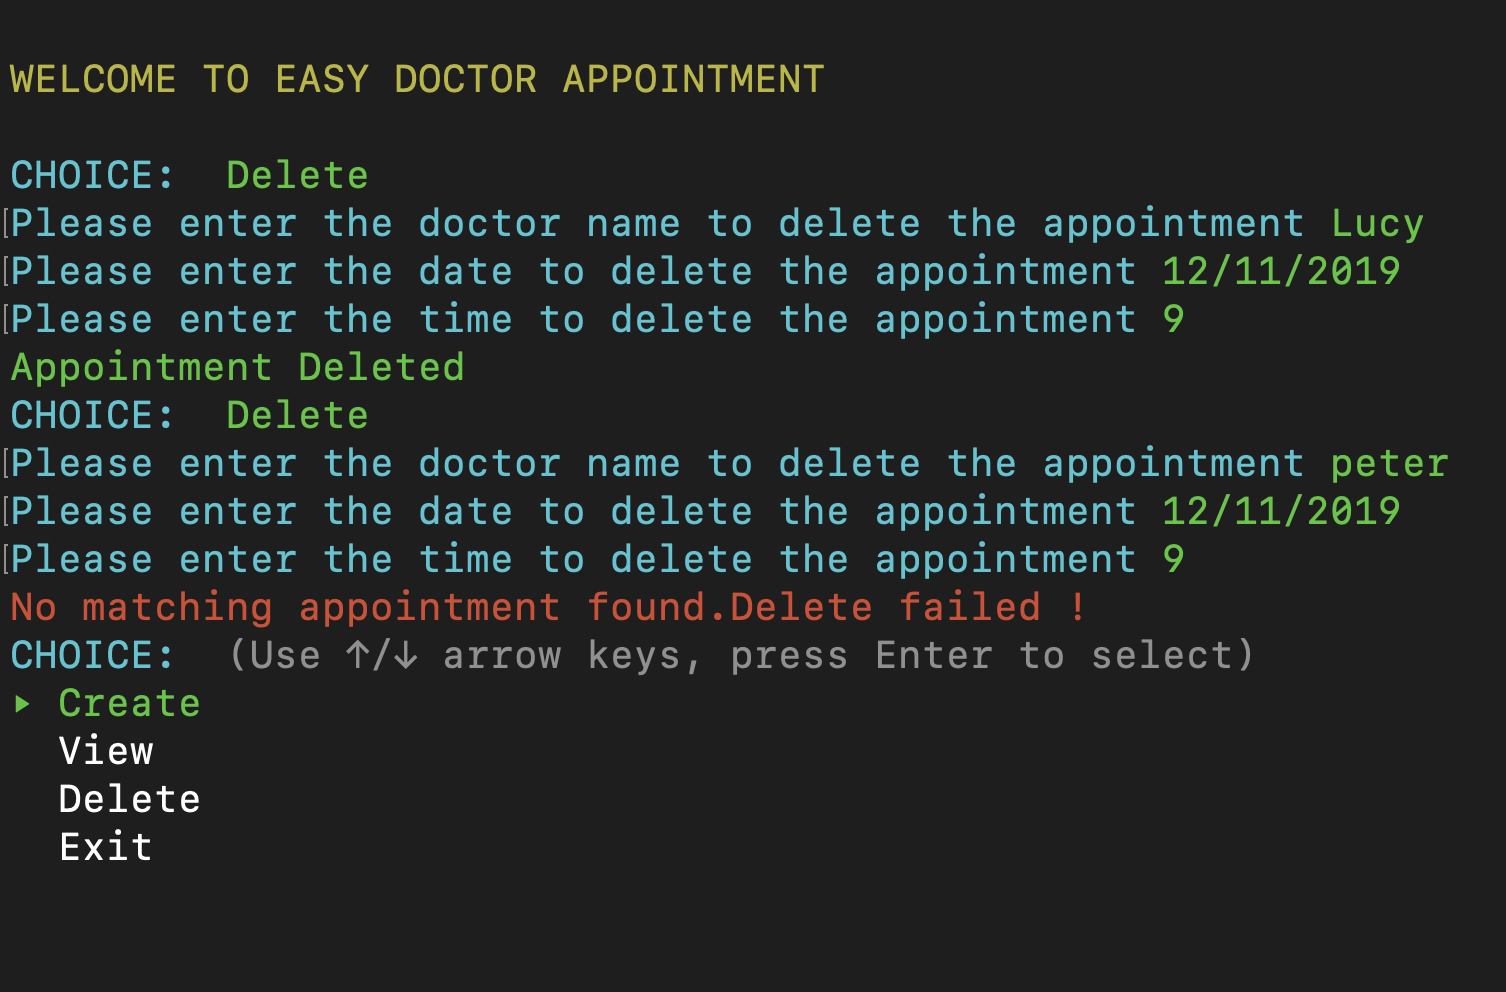 WELCOME TO EASY DOCTOR APPOINTMENT
CHOICE:  Delete
[Please enter the doctor name to delete the appointment Lucy
[Please enter the date to delete the appointment 12/11/2019
[Please enter the time to delete the appointment 9
Appointment Deleted
CHOICE:  Delete
[Please enter the doctor name to delete the appointment peter
[Please enter the date to delete the appointment 12/11/2019
[Please enter the time to delete the appointment 9
No matching appointment found.Delete failed !
CHOICE:  (Use ↑/↓ arrow keys, press Enter to select)
▸ Create
View
Delete
Exit